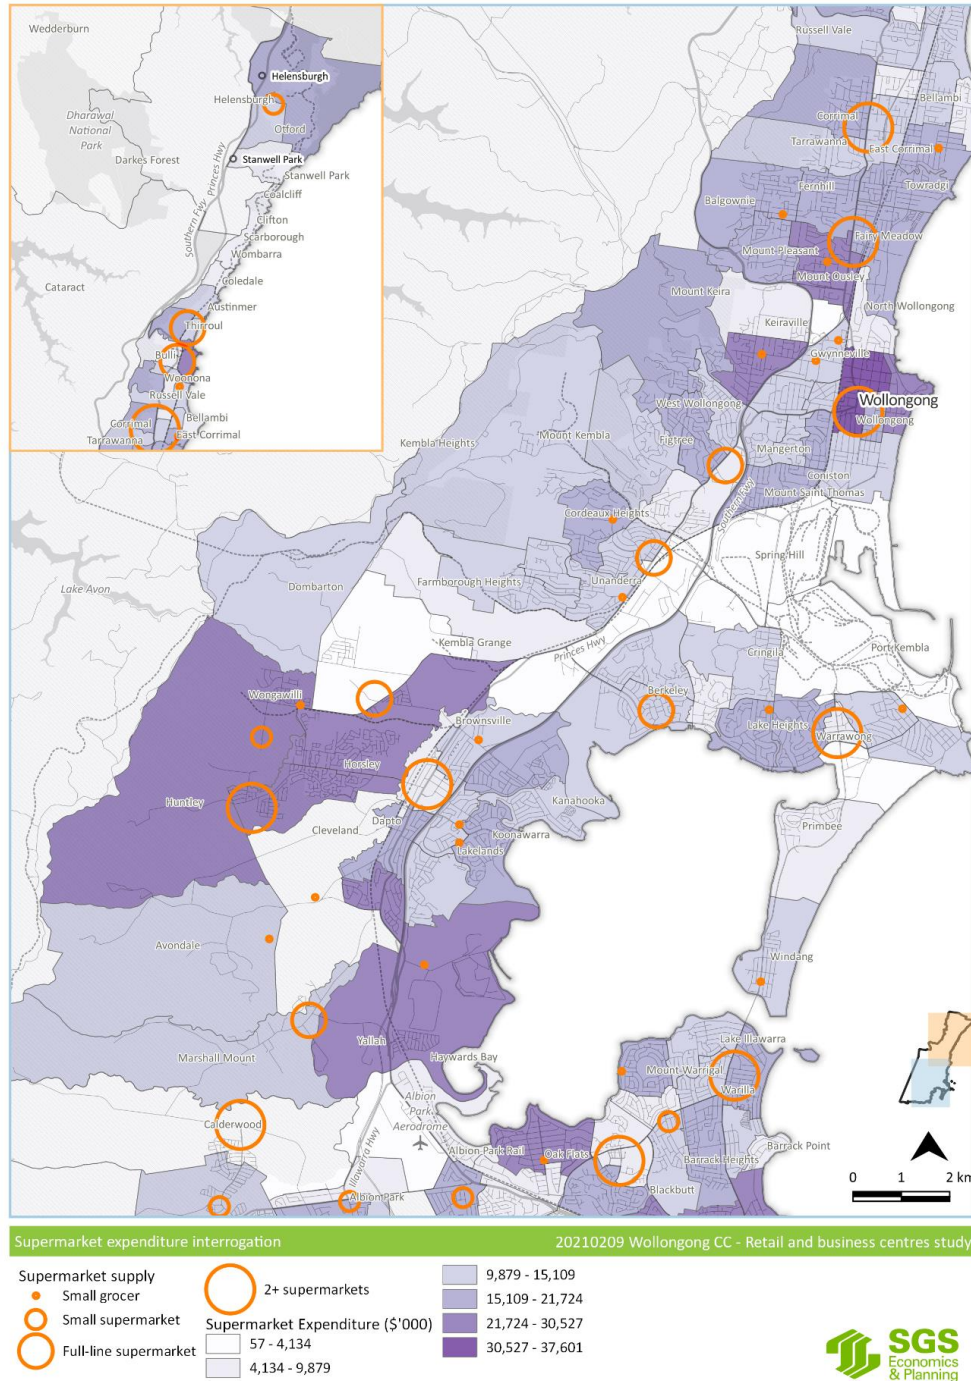 Wedderburn
Helensburgh
Helensburgh
Dharawal
National
Park
Otford
Darkes Forest
Stanwell Park
Stanwell Park
Coalcliff
Southern Fwy
Princes Hwy
Clifton
Scarborough
Wombarra
Cataract
Coledale
Austinmer
Thirroul
Bulli
Woonona
Russell Vale
Bellambi
Corrimal
Tarrawanna
East Corrimal
Russell Vale
Bellambi
Corrimal
Tarrawanna
East Corrimal
Fernhill
Towradgi
Balgownie
Fairy Meadow
Mount Pleasant
Mount Ousley
Mount Keira
North Wollongong
Keiraville
Gwynneville
Wollongong
Wollongong
West Wollongong
Figtree
Mangerton
Mount Kembla
Kembla Heights
Coniston
Mount Saint Thomas
Southern Fwy
Cordeaux Heights
Spring Hill
Unanderra
Lake Avon
Dombarton
Farmborough Heights
Kembla Grange
Princes Hwy
Cringila
Port Kembla
Wongawilli
Berkeley
Brownsville
Lake Heights
Warrawong
Horsley
Huntley
Kanahooka
Cleveland
Dapto
Koonawarra
Primbee
Lakelands
Avondale
Windang
Yallah
Lake Illawarra
Marshall Mount
Haywards Bay
Mount Warrigal
Warilla
Albion
Park
Aerodrome
Calderwood
Illawarra Hwy
Albion Park Rail
Oak Flats
Barrack Heights
Barrack Point
Blackbutt
Albion Park
0 1 2 km
Supermarket expenditure interrogation
20210209 Wollongong CC - Retail and business centres study
Supermarket supply
Small grocer
Small supermarket
Full-line supermarket
2+ supermarkets
Supermarket Expenditure ($'000)
57 - 4,134
4,134 - 9,879
9,879 - 15,109
15,109 - 21,724
21,724 - 30,527
30,527 - 37,601
SGS
Economics
& Planning